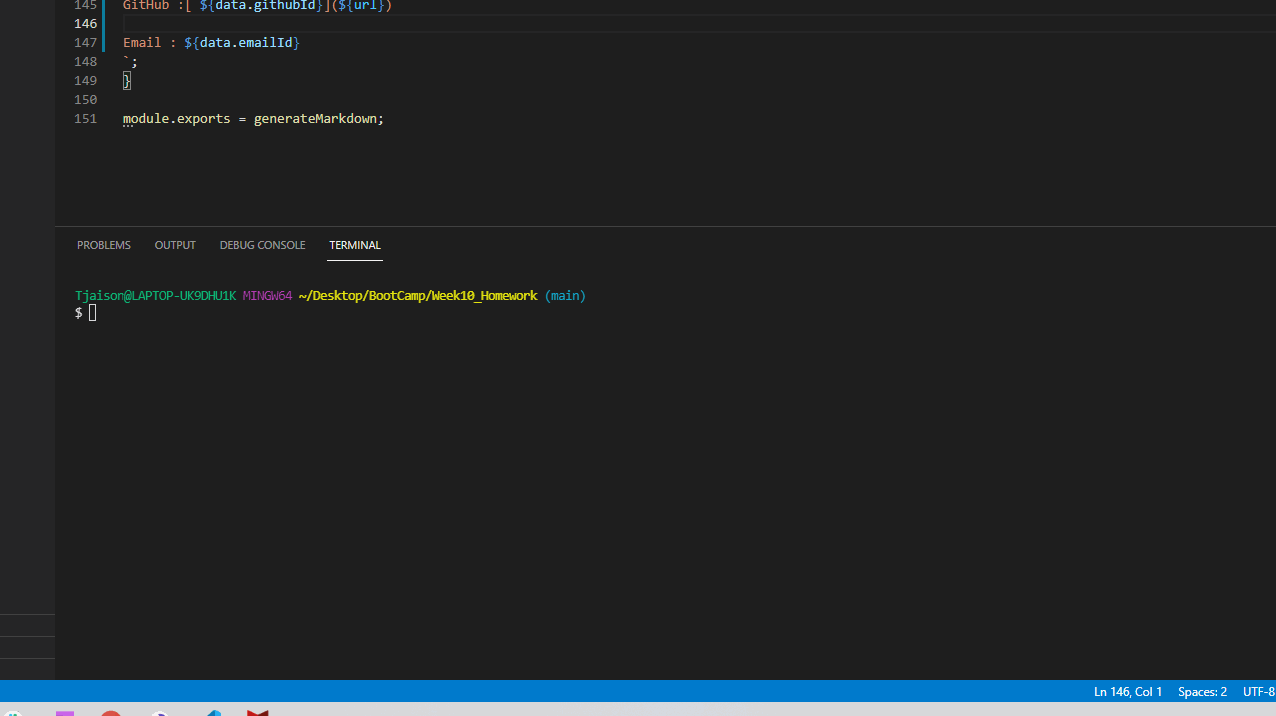 145 GitHub :[ ${data.githubId}](${url})
146
147 Email : ${data.emailId}
148 `;
149 }
150
151 module.exports = generateMarkdown;
PROBLEMS OUTPUT DEBUG CONSOLE TERMINAL
Tjaison@LAPTOP-UK9DHU1K MINGW64 ~/Desktop/BootCamp/Week10_Homework (main)
$
Ln 146, Col 1 Spaces: 2 UTF-8